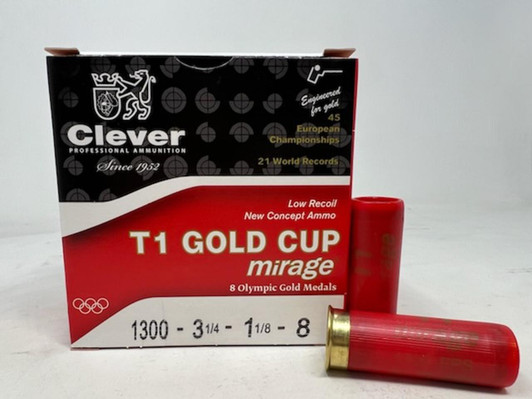 Clever
PROFESSIONAL AMMUNITION
Since 1952
Engineered
for gold
45
European
Championships
21 World Records
Low Recoil
New Concept Ammo
T1 GOLD CUP
mirage
8 Olympic Gold Medals
1300 - 3 1/4 - 1 1/8 - 8